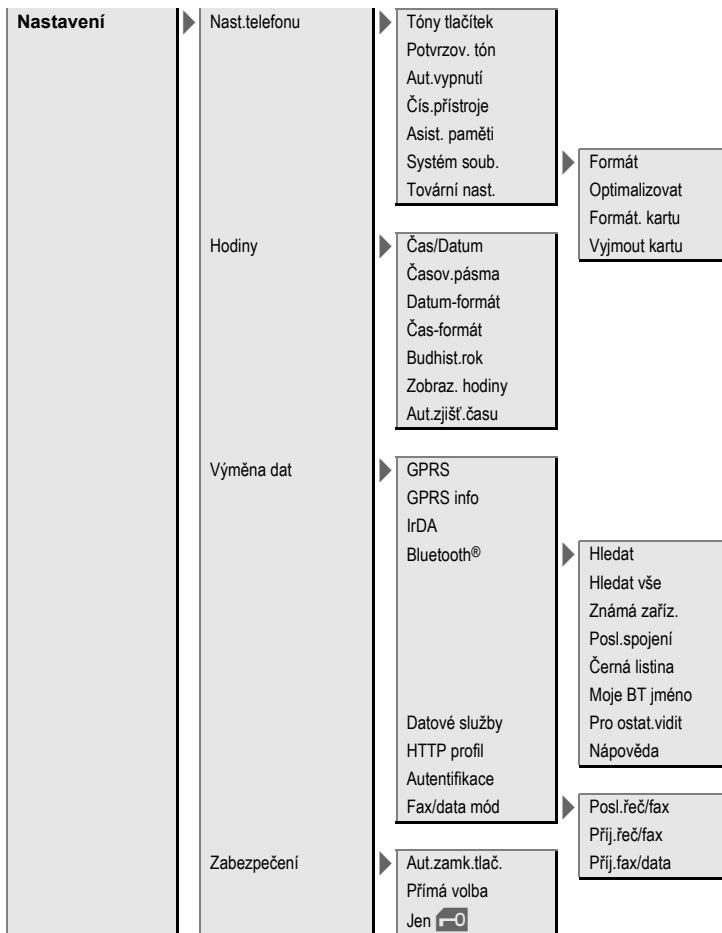 Nastavení
Nast.telefonu
Tóny tlačítek
Potvrzov. tón
Aut.vypnutí
Čís.přístroje
Asist. paměti
Systém soub.
Formát
Optimalizovat
Formát. kartu
Vyjmout kartu
Tovární nast.
Hodiny
Čas/Datum
Časov.pásma
Datum-formát
Čas-formát
Budhist.rok
Zobraz. hodiny
Aut.zjišť.času
Výměna dat
GPRS
GPRS info
IrDA
Bluetooth®
Hledat
Hledat vše
Známá zaříz.
Posl.spojení
Černá listina
Moje BT jméno
Pro ostat.vidit
Nápověda
Datové služby
HTTP profil
Autentifikace
Fax/data mód
Posl.řeč/fax
Příj.řeč/fax
Příj.fax/data
Zabezpečení
Aut.zamk.tlač.
Přímá volba
Jen